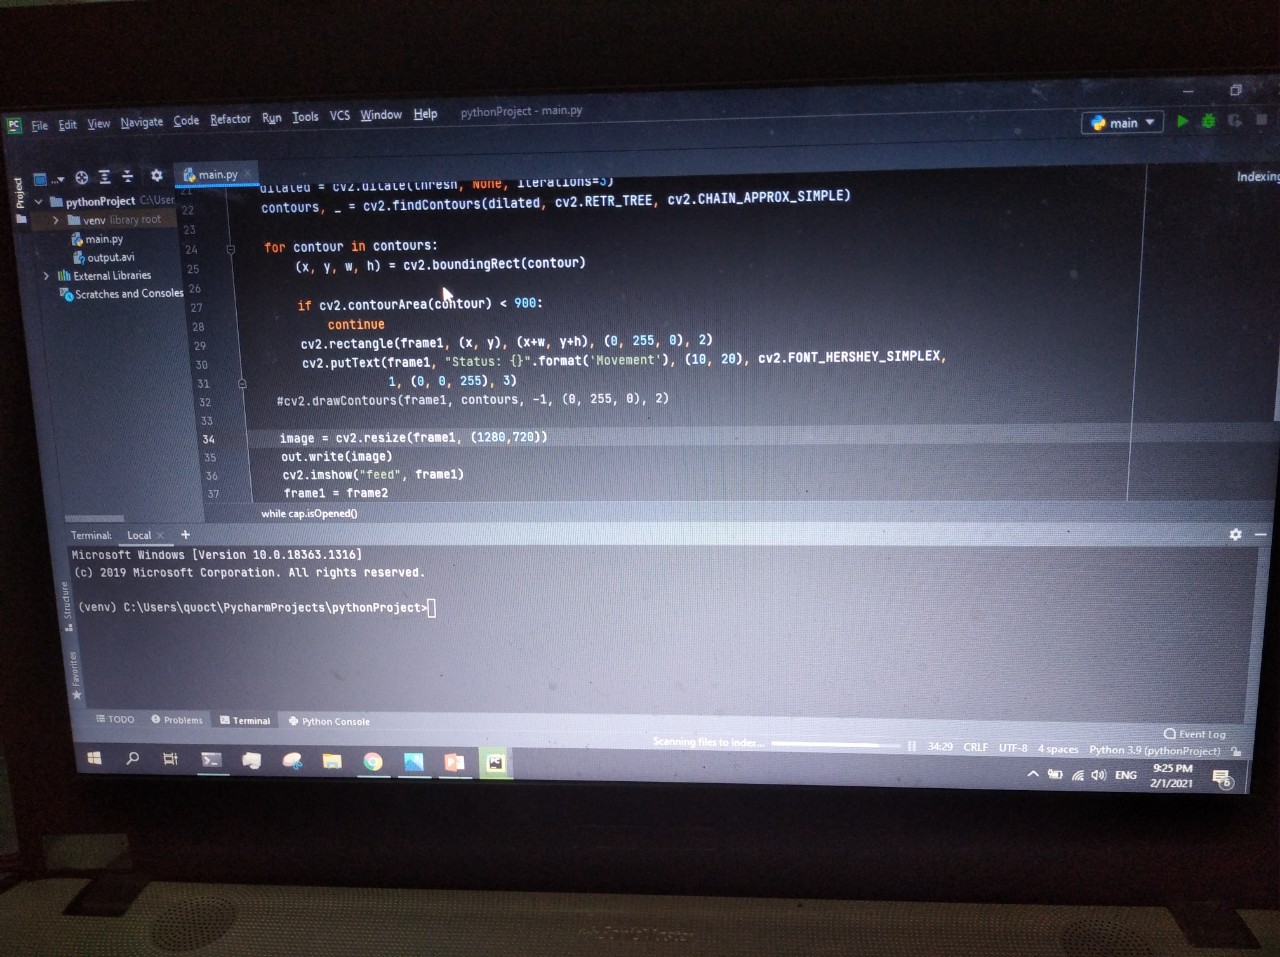 PC File Edit View Navigate Code Refactor Run Tools VCS Window Help pythonProject - main.py
main
... main.py
Indexing
Project
pythonProject C:\User
venv library root
main.py
output.avi
External Libraries
Scratches and Consoles
21 dilated = cv2.dilate(thresh, None, iterations=3)
22 contours, _ = cv2.findContours(dilated, cv2.RETR_TREE, cv2.CHAIN_APPROX_SIMPLE)
23
24 for contour in contours:
25 (x, y, w, h) = cv2.boundingRect(contour)
26
27 if cv2.contourArea(contour) < 900:
28 continue
29 cv2.rectangle(frame1, (x, y), (x+w, y+h), (0, 255, 0), 2)
30 cv2.putText(frame1, "Status: {}".format('Movement'), (10, 20), cv2.FONT_HERSHEY_SIMPLEX,
31 1, (0, 0, 255), 3)
32 #cv2.drawContours(frame1, contours, -1, (0, 255, 0), 2)
33
34 image = cv2.resize(frame1, (1280,720))
35 out.write(image)
36 cv2.imshow("feed", frame1)
37 frame1 = frame2
while cap.isOpened()
Terminal: Local × +
Microsoft Windows [Version 10.0.18363.1316]
(c) 2019 Microsoft Corporation. All rights reserved.
(venv) C:\Users\quoct\PycharmProjects\pythonProject>
Structure
Favorites
TODO Problems Terminal Python Console
Event Log
Scanning files to index... 34:29 CRLF UTF-8 4 spaces Python 3.9 (pythonProject)
PC
ENG 9:25 PM
2/1/2021
6